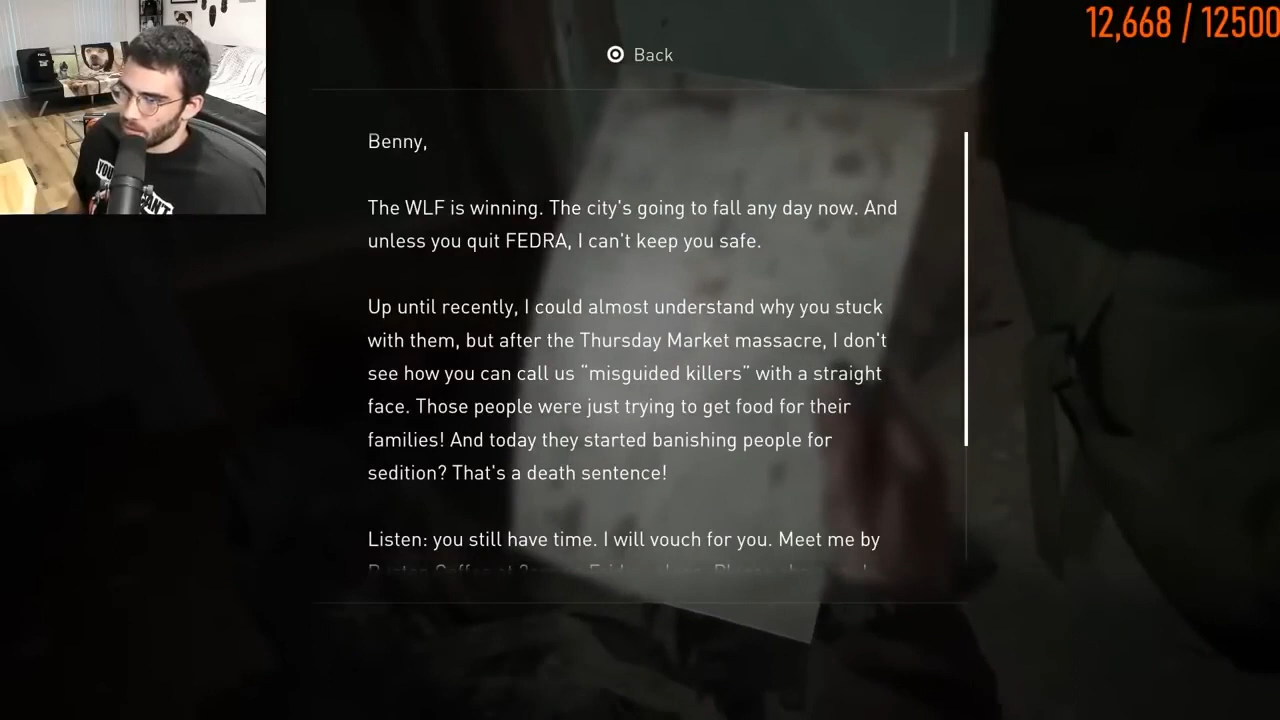 12,668 / 12500
Back
Benny,
The WLF is winning. The city's going to fall any day now. And
unless you quit FEDRA, I can't keep you safe.
Up until recently, I could almost understand why you stuck
with them, but after the Thursday Market massacre, I don't
see how you can call us “misguided killers” with a straight
face. Those people were just trying to get food for their
families! And today they started banishing people for
sedition? That's a death sentence!
Listen: you still have time. I will vouch for you. Meet me by
YOU
CAN'T